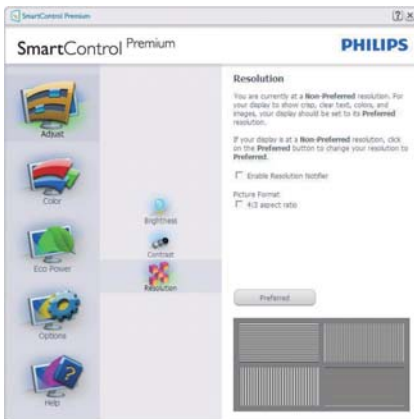 SmartControl Premium
SmartControl Premium
PHILIPS
Adjust
Color
Eco Power
Options
Help
Brightness
Contrast
Resolution
Resolution
You are currently at a Non-Preferred resolution. For
your display to show crisp, clear text, colors, and
images, your display should be set to its Preferred
resolution.
If your display is at a Non-Preferred resolution, click
on the Preferred button to change your resolution to
Preferred.
Enable Resolution Notifier
Picture Format
4:3 aspect ratio
Preferred